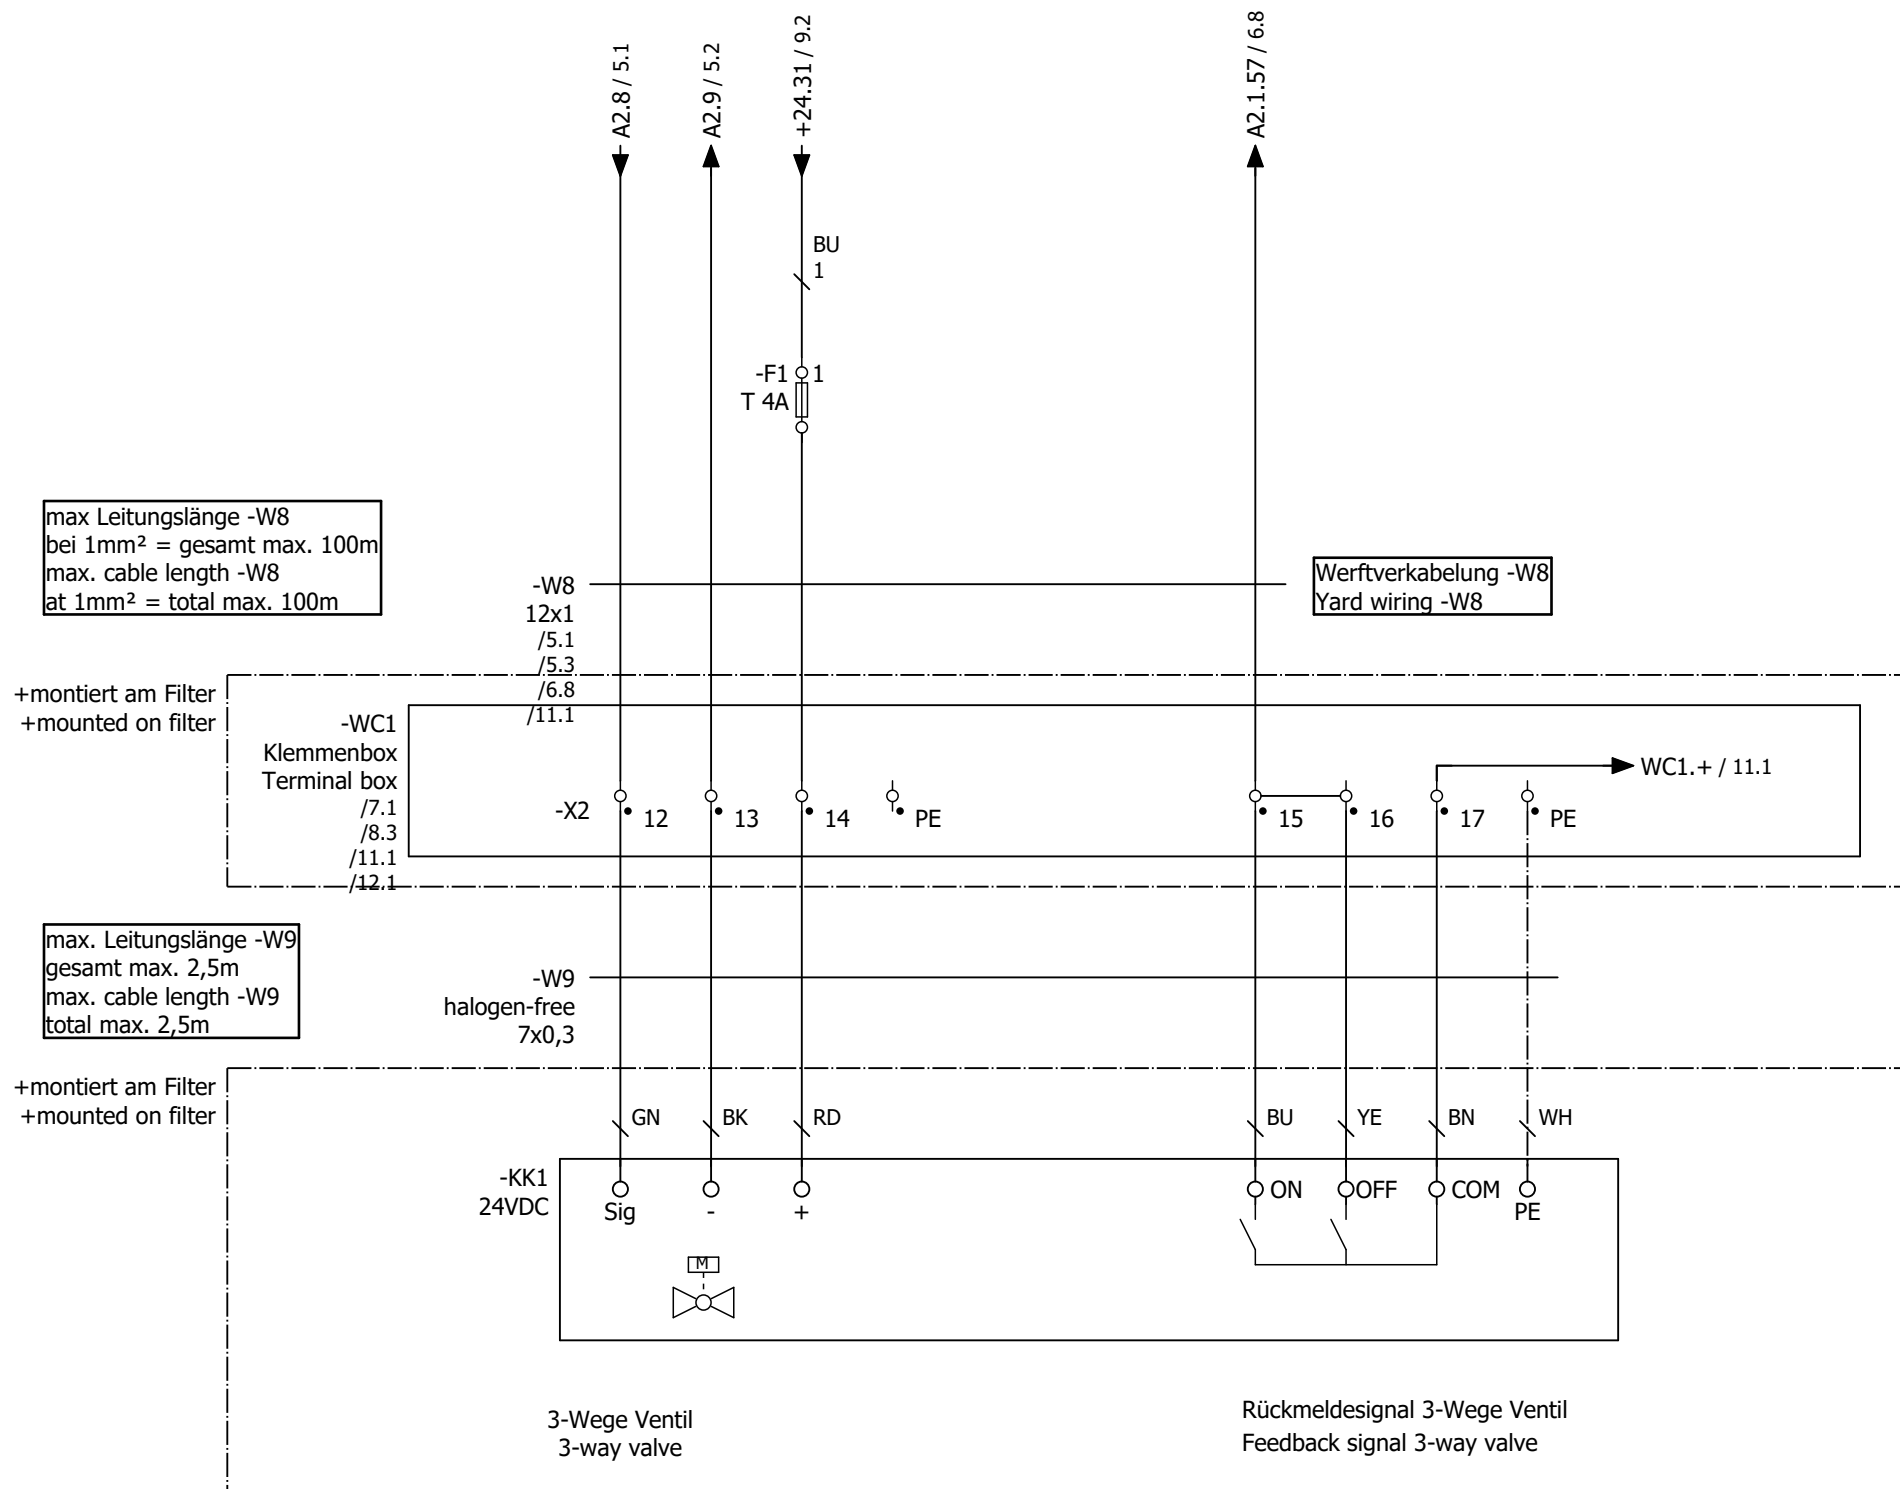 A2.8 / 5.1
A2.9 / 5.2
+24.31 / 9.2
A2.1.57 / 6.8
BU
1
-F1
1
T 4A
max Leitungslänge -W8
bei 1mm² = gesamt max. 100m
max. cable length -W8
at 1mm² = total max. 100m
-W8
12x1
/5.1
/5.3
/6.8
/11.1
Werftverkabelung -W8
Yard wiring -W8
+montiert am Filter
+mounted on filter
-WC1
Klemmenbox
Terminal box
/7.1
/8.3
/11.1
/12.1
WC1.+ / 11.1
-X2
12
13
14
PE
15
16
17
PE
max. Leitungslänge -W9
gesamt max. 2,5m
max. cable length -W9
total max. 2,5m
-W9
halogen-free
7x0,3
+montiert am Filter
+mounted on filter
GN
BK
RD
BU
YE
BN
WH
-KK1
24VDC
Sig
-
+
ON
OFF
COM
PE
M
3-Wege Ventil
3-way valve
Rückmeldesignal 3-Wege Ventil
Feedback signal 3-way valve